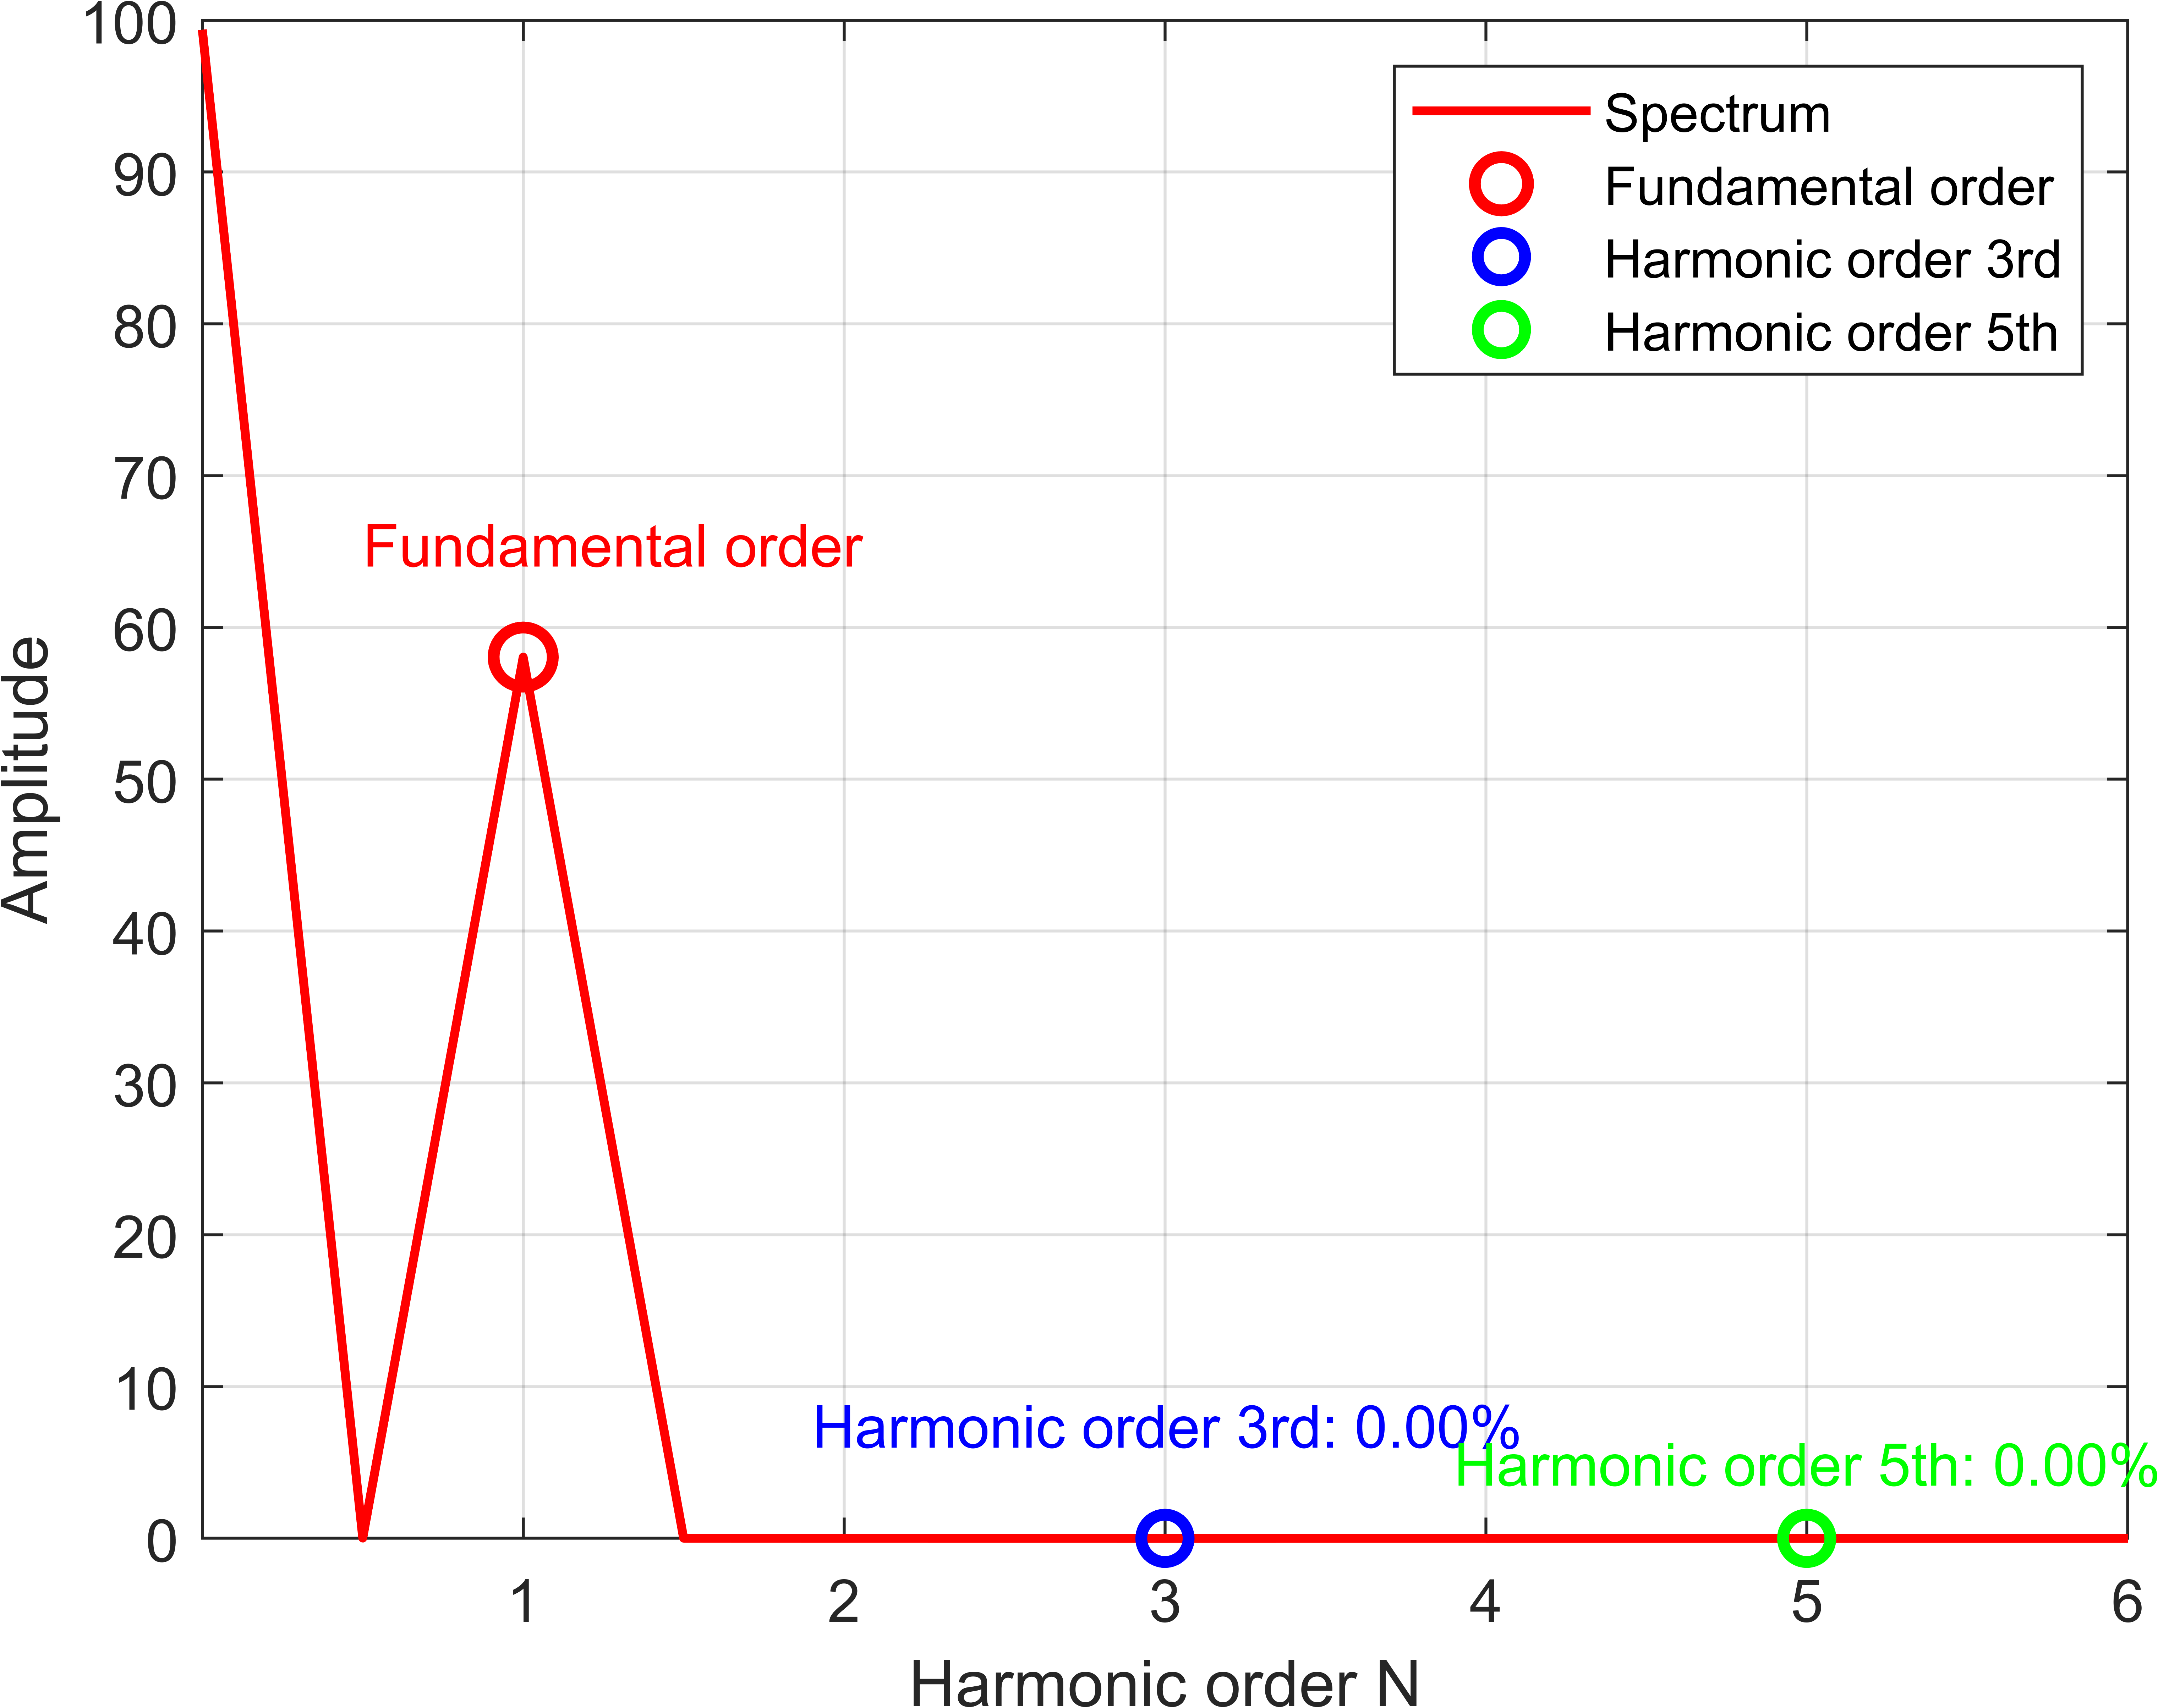 100
90
80
70
60
50
40
30
20
10
0
Amplitude
Spectrum
Fundamental order
Harmonic order 3rd
Harmonic order 5th
Fundamental order
Harmonic order 3rd: 0.00%
Harmonic order 5th: 0.00%
1 2 3 4 5 6
Harmonic order N